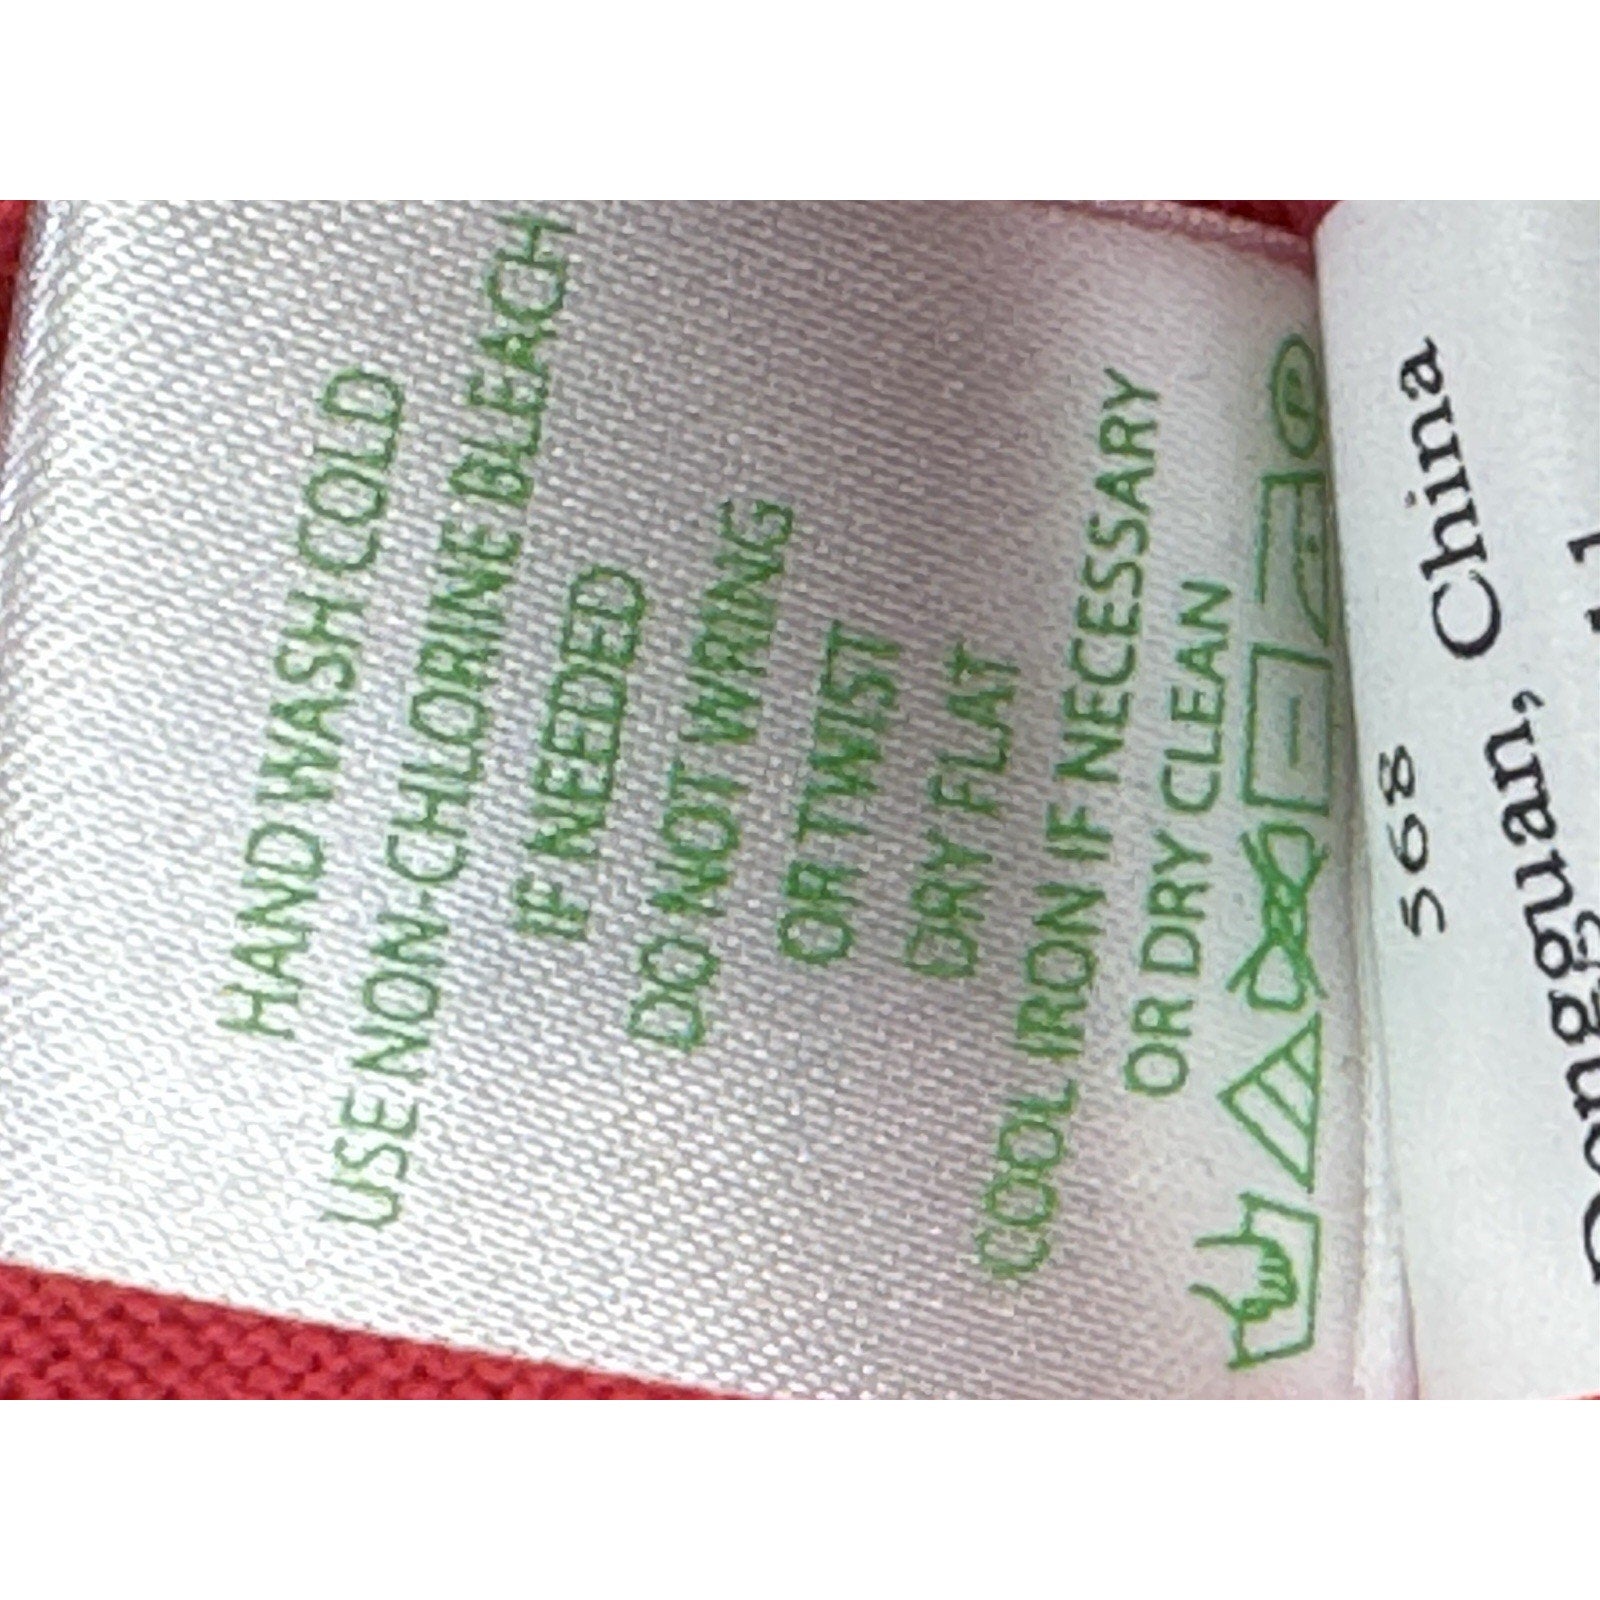 HAND WASH COLD
USE NON-CHLORINE BLEACH
IF NEEDED
DO NOT WRING
OR TWIST
DRY FLAT
COOL IRON IF NECESSARY
OR DRY CLEAN
P
568
China